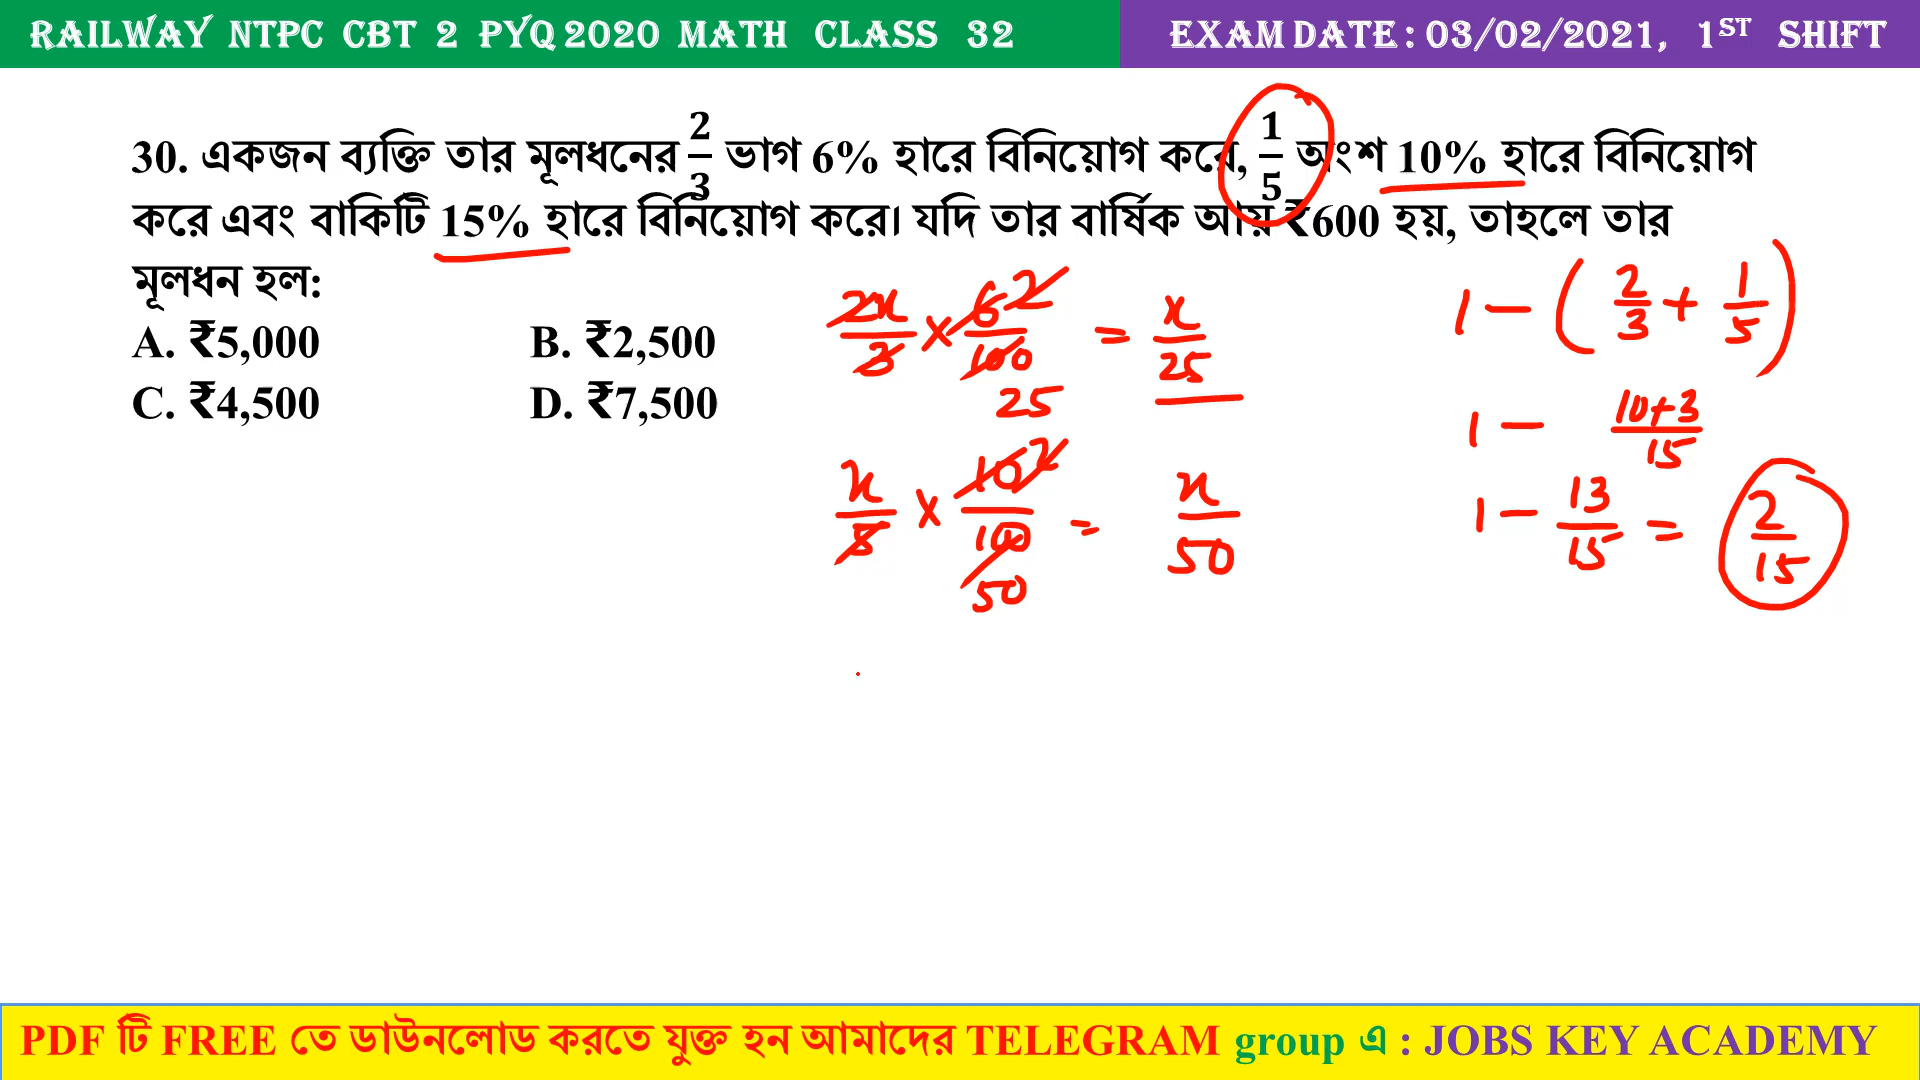 RAILWAY NTPC CBT 2 PYQ 2020 MATH CLASS 32
EXAM DATE : 03/02/2021, 1ST SHIFT
30. একজন ব্যক্তি তার মূলধনের 2/3 ভাগ 6% হারে বিনিয়োগ করে, 1/5 অংশ 10% হারে বিনিয়োগ
করে এবং বাকিটি 15% হারে বিনিয়োগ করে। যদি তার বার্ষিক আয় ₹600 হয়, তাহলে তার
মূলধন হল:
A. ₹5,000 B. ₹2,500
C. ₹4,500 D. ₹7,500
2x/3 × 6/100 = x/25
2
25
x/5 × 10/100 = x/50
2
50
1 - (2/3 + 1/5)
1 - 10+3/15
1 - 13/15 = 2/15
PDF টি FREE তে ডাউনলোড করতে যুক্ত হন আমাদের TELEGRAM group এ : JOBS KEY ACADEMY